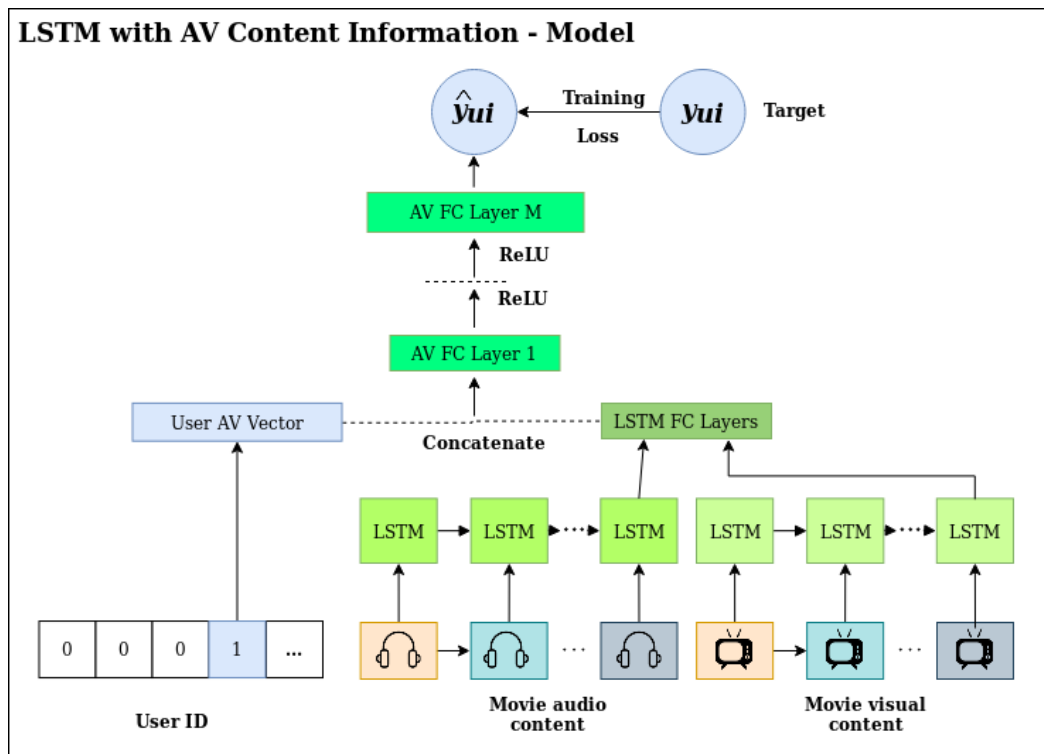 LSTM with AV Content Information - Model
ŷui
Training
Loss
yui
Target
AV FC Layer M
ReLU
ReLU
AV FC Layer 1
User AV Vector
Concatenate
LSTM FC Layers
LSTM
LSTM
LSTM
LSTM
LSTM
LSTM
0
0
0
1
...
...
...
User ID
Movie audio
content
Movie visual
content